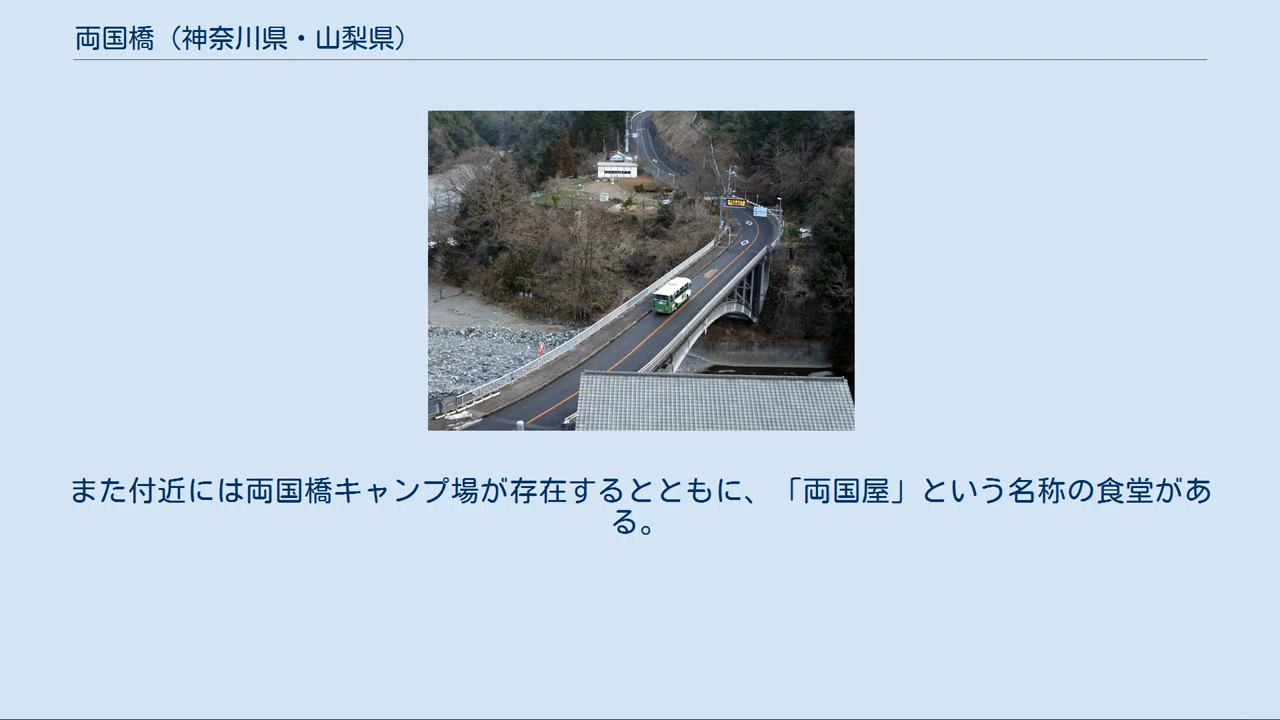 両国橋（神奈川県・山梨県）
また付近には両国橋キャンプ場が存在するとともに、「両国屋」という名称の食堂があ
る。